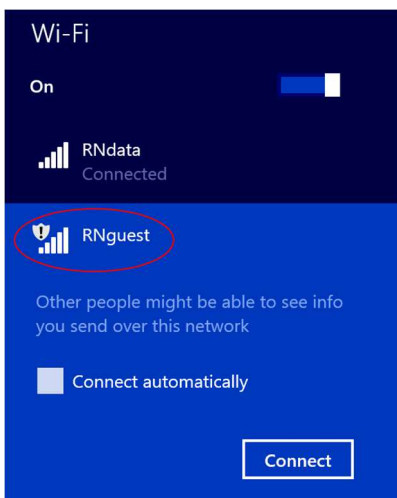 Wi-Fi
On
RNdata
Connected
RNguest
Other people might be able to see info
you send over this network
Connect automatically
Connect